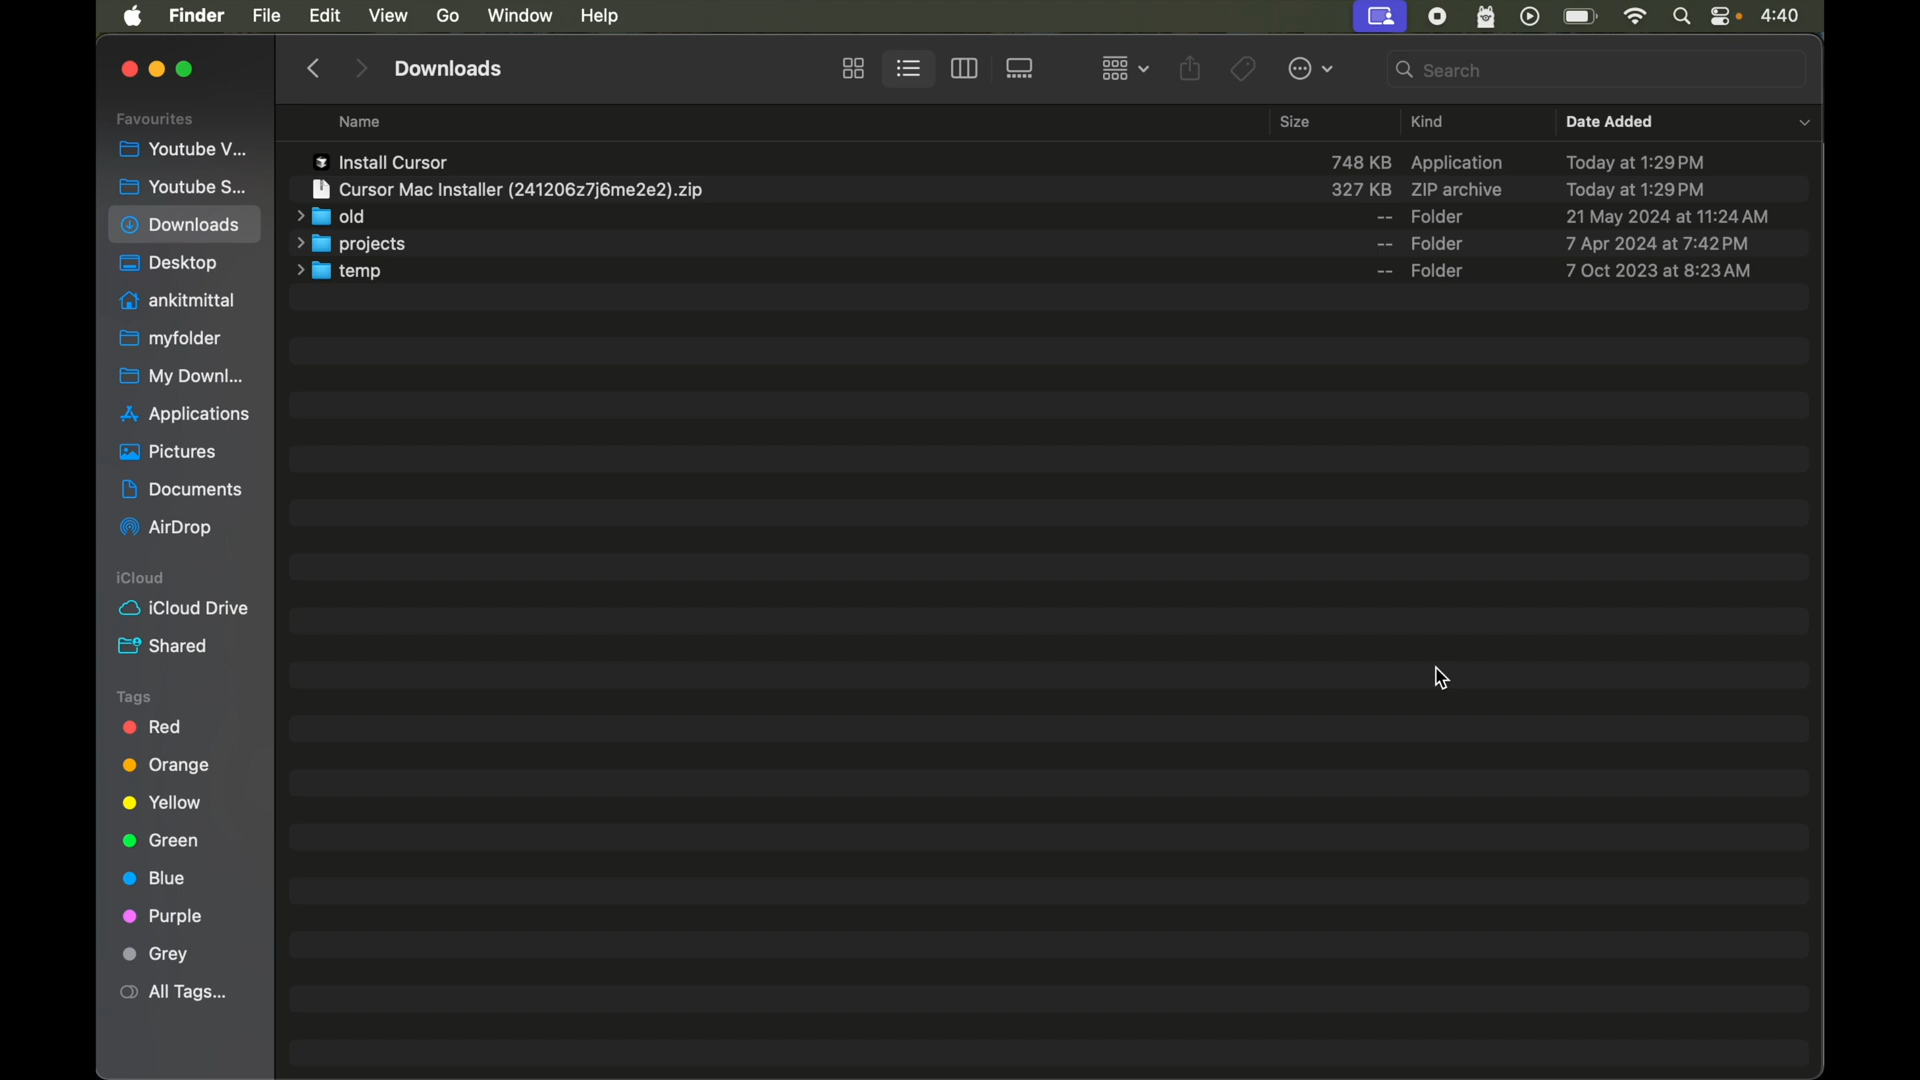 Finder File Edit View Go Window Help 4:40
Downloads
Search
Favourites
Youtube V...
Youtube S...
Downloads
Desktop
ankitmittal
myfolder
My Downl...
Applications
Pictures
Documents
AirDrop
iCloud
iCloud Drive
Shared
Tags
Red
Orange
Yellow
Green
Blue
Purple
Grey
All Tags...
Name Size Kind Date Added
Install Cursor 748 KB Application Today at 1:29 PM
Cursor Mac Installer (241206z7j6me2e2).zip 327 KB ZIP archive Today at 1:29 PM
old -- Folder 21 May 2024 at 11:24 AM
projects -- Folder 7 Apr 2024 at 7:42 PM
temp -- Folder 7 Oct 2023 at 8:23 AM